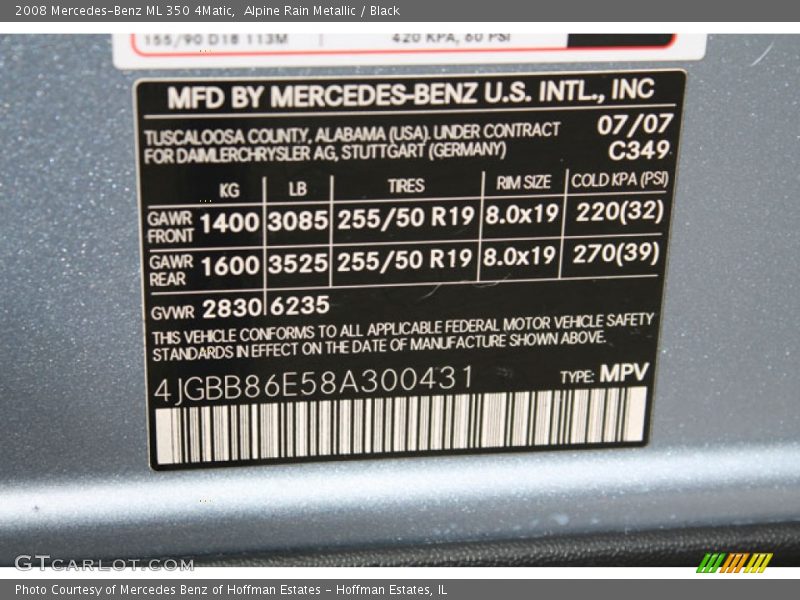 2008 Mercedes-Benz ML 350 4Matic, Alpine Rain Metallic / Black
155/90 D18 113M 420 KPA, 60 PSI
MFD BY MERCEDES-BENZ U.S. INTL., INC
TUSCALOOSA COUNTY, ALABAMA (USA). UNDER CONTRACT 07/07
FOR DAIMLERCHRYSLER AG, STUTTGART (GERMANY) C349
KG LB TIRES RIM SIZE COLD KPA (PSI)
GAWR FRONT 1400 3085 255/50 R19 8.0x19 220(32)
GAWR REAR 1600 3525 255/50 R19 8.0x19 270(39)
GVWR 2830 6235
THIS VEHICLE CONFORMS TO ALL APPLICABLE FEDERAL MOTOR VEHICLE SAFETY
STANDARDS IN EFFECT ON THE DATE OF MANUFACTURE SHOWN ABOVE.
4JGBB86E58A300431 TYPE: MPV
GTCARLOT.COM
Photo Courtesy of Mercedes Benz of Hoffman Estates - Hoffman Estates, IL